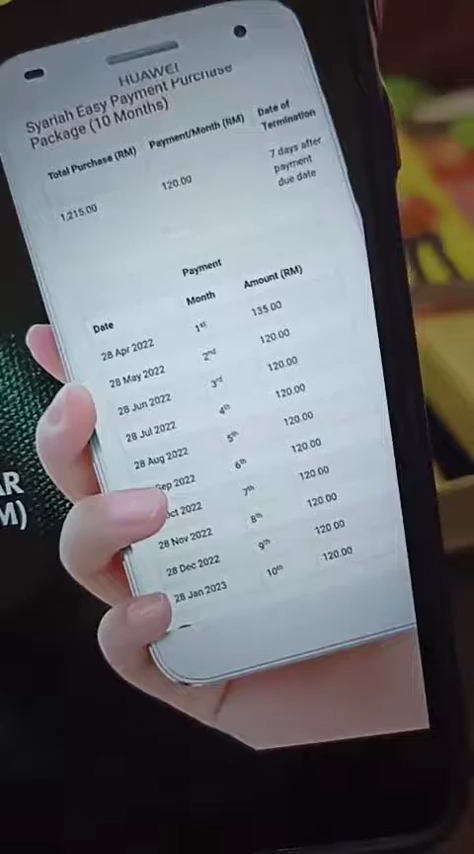 HUAWEI
Syariah Easy Payment Purchase
Package (10 Months)
Total Purchase (RM) Payment/Month (RM) Date of Termination
1,215.00 120.00 7 days after payment due date
Payment
Date Month Amount (RM)
28 Apr 2022 1st 135.00
28 May 2022 2nd 120.00
28 Jun 2022 3rd 120.00
28 Jul 2022 4th 120.00
28 Aug 2022 5th 120.00
Sep 2022 6th 120.00
Oct 2022 7th 120.00
28 Nov 2022 8th 120.00
28 Dec 2022 9th 120.00
28 Jan 2023 10th 120.00
AR
M)